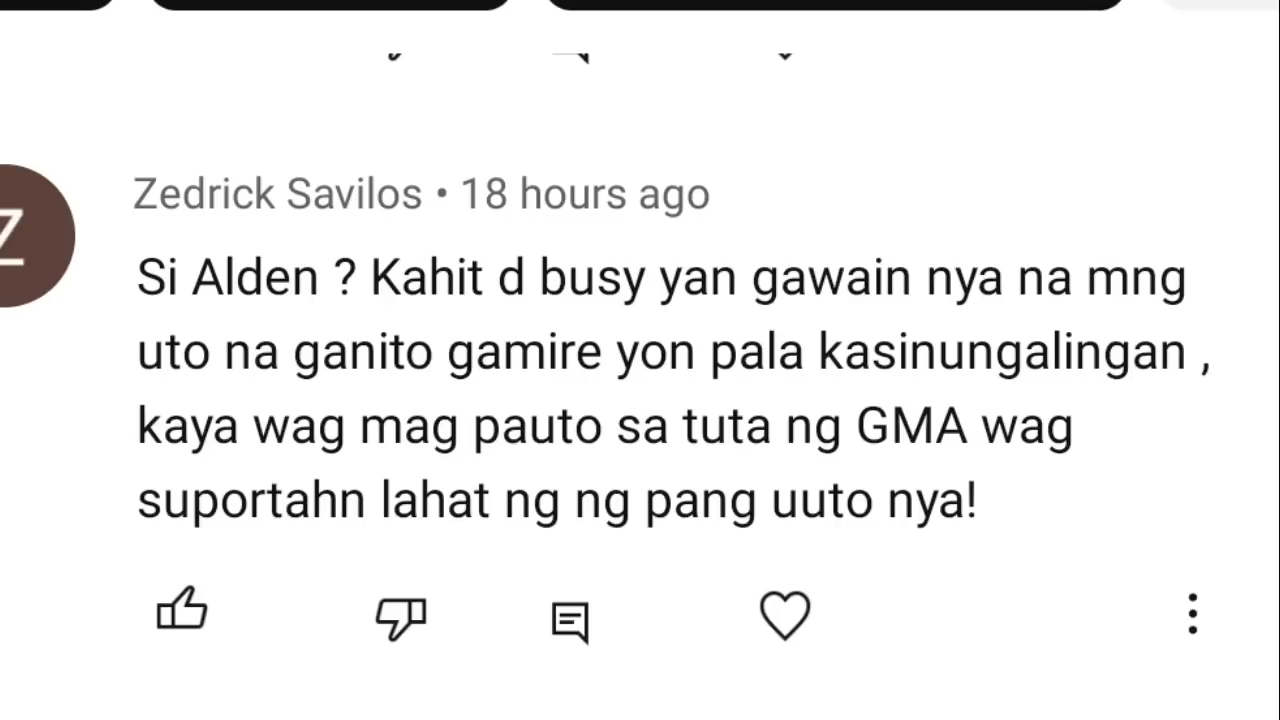 Z
Zedrick Savilos • 18 hours ago
Si Alden ? Kahit d busy yan gawain nya na mng
uto na ganito gamire yon pala kasinungalingan ,
kaya wag mag pauto sa tuta ng GMA wag
suportahn lahat ng ng pang uuto nya!